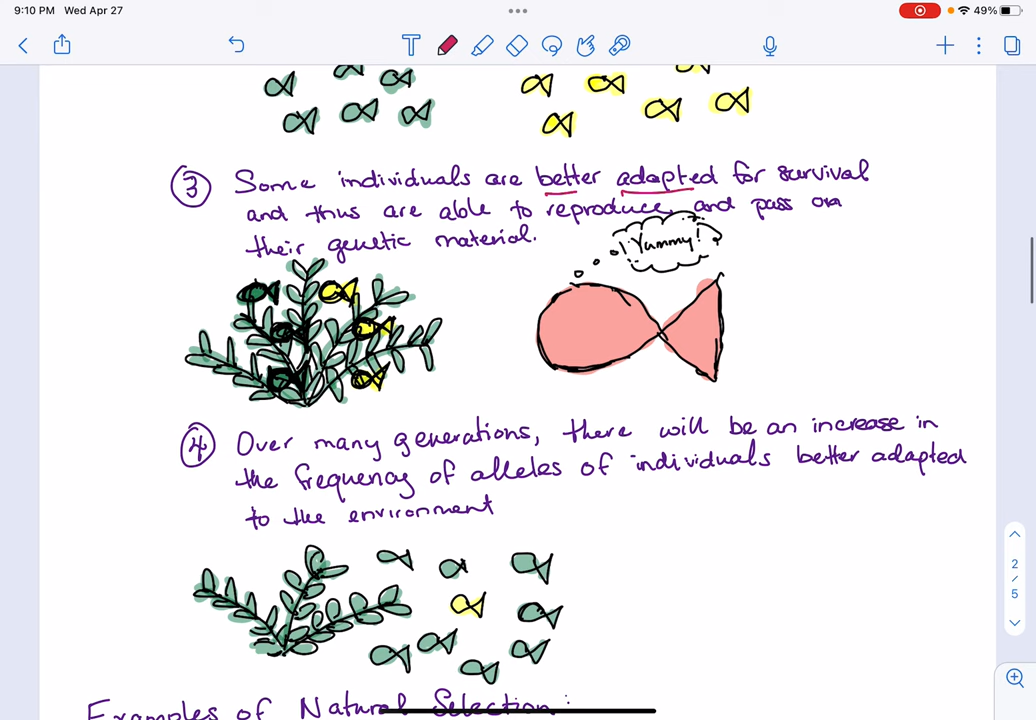 9:10 PM Wed Apr 27
49%
T
③ Some individuals are better adapted for survival
and thus are able to reproduce and pass on
their genetic material.
Yummy!
④ Over many generations, there will be an increase in
the frequency of alleles of individuals better adapted
to the environment
2
/
5
Examples of Natural Selection: